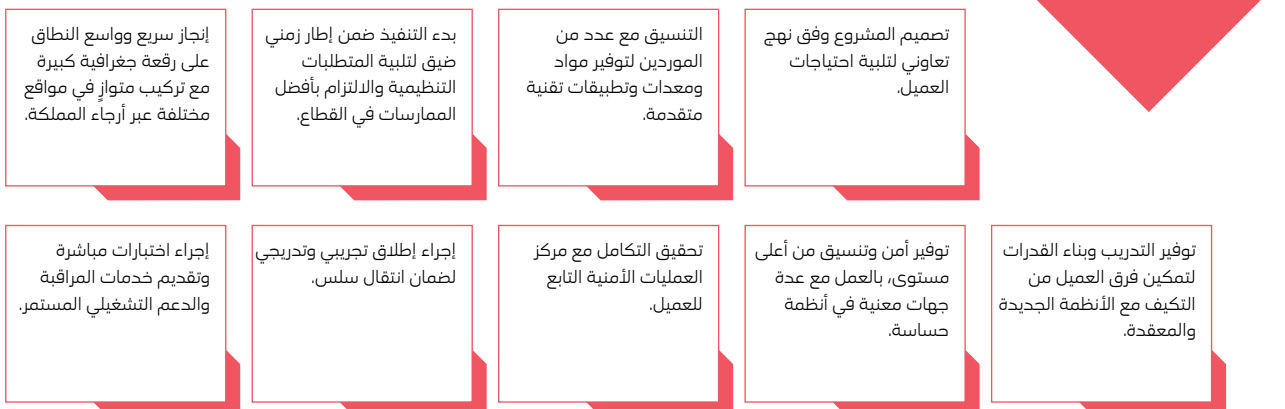 تصميم المشروع وفق نهج
تعاوني لتلبية احتياجات
العميل.
التنسيق مع عدد من
الموردين لتوفير مواد
ومعدات وتطبيقات تقنية
متقدمة.
بدء التنفيذ ضمن إطار زمني
ضيق لتلبية المتطلبات
التنظيمية والالتزام بأفضل
الممارسات في القطاع.
إنجاز سريع وواسع النطاق
على رقعة جغرافية كبيرة
مع تركيب متوازٍ في مواقع
مختلفة عبر أرجاء المملكة.
توفير التدريب وبناء القدرات
لتمكين فرق العميل من
التكيف مع الأنظمة الجديدة
والمعقدة.
توفير أمن وتنسيق من أعلى
مستوى، بالعمل مع عدة
جهات معنية في أنظمة
حساسة.
تحقيق التكامل مع مركز
العمليات الأمنية التابع
للعميل.
إجراء إطلاق تجريبي وتدريجي
لضمان انتقال سلس.
إجراء اختبارات مباشرة
وتقديم خدمات المراقبة
والدعم التشغيلي المستمر.